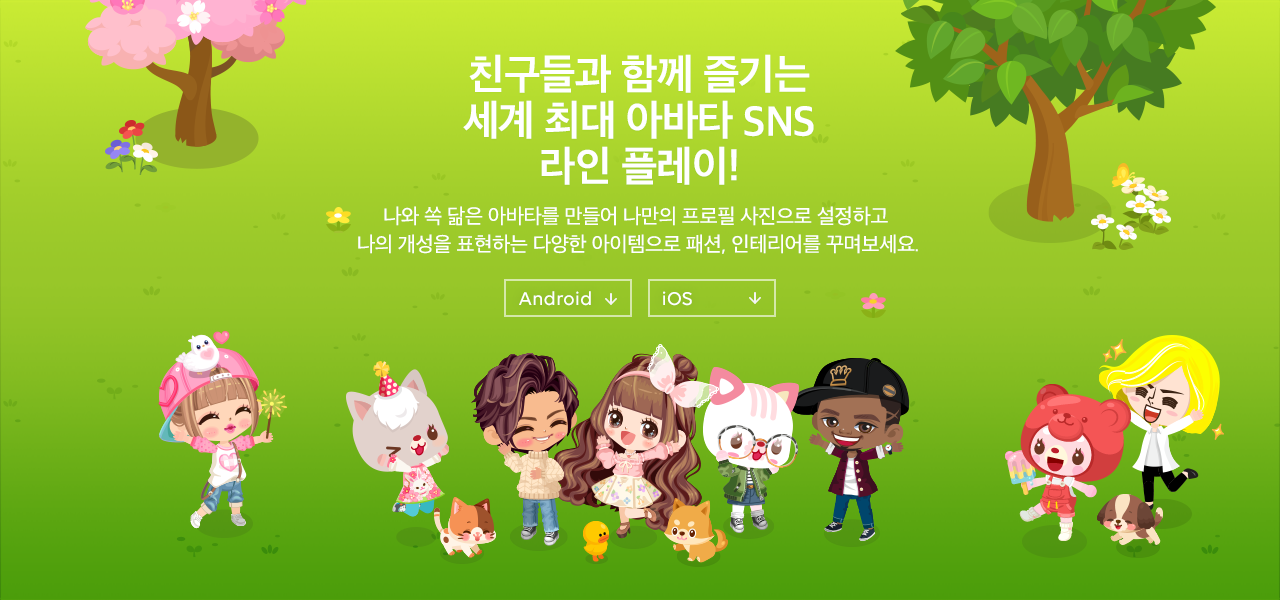 친구들과 함께 즐기는
세계 최대 아바타 SNS
라인 플레이!
나와 쏙 닮은 아바타를 만들어 나만의 프로필 사진으로 설정하고
나의 개성을 표현하는 다양한 아이템으로 패션, 인테리어를 꾸며보세요.
Android
iOS